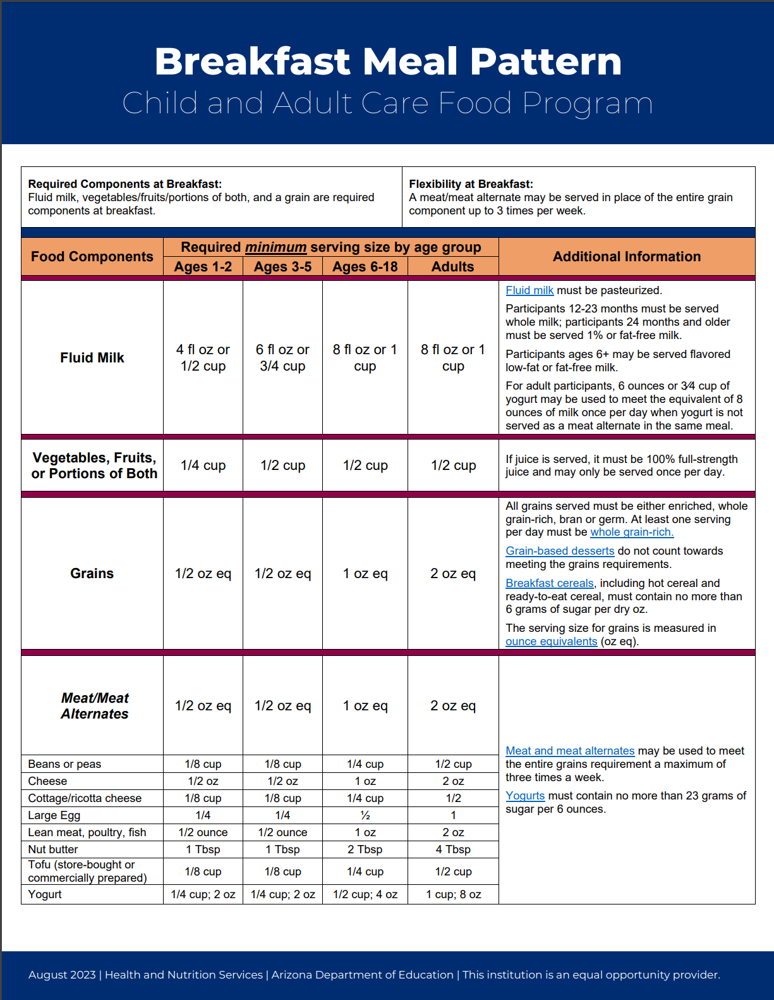 Breakfast Meal Pattern
Child and Adult Care Food Program
Required Components at Breakfast:
Fluid milk, vegetables/fruits/portions of both, and a grain are required
components at breakfast.
Flexibility at Breakfast:
A meat/meat alternate may be served in place of the entire grain
component up to 3 times per week.
Food Components
Required minimum serving size by age group
Additional Information
Ages 1-2
Ages 3-5
Ages 6-18
Adults
Fluid Milk
4 fl oz or
1/2 cup
6 fl oz or
3/4 cup
8 fl oz or 1
cup
8 fl oz or 1
cup
Fluid milk must be pasteurized.
Participants 12-23 months must be served
whole milk; participants 24 months and older
must be served 1% or fat-free milk.
Participants ages 6+ may be served flavored
low-fat or fat-free milk.
For adult participants, 6 ounces or 3⁄4 cup of
yogurt may be used to meet the equivalent of 8
ounces of milk once per day when yogurt is not
served as a meat alternate in the same meal.
Vegetables, Fruits,
or Portions of Both
1/4 cup
1/2 cup
1/2 cup
1/2 cup
If juice is served, it must be 100% full-strength
juice and may only be served once per day.
Grains
1/2 oz eq
1/2 oz eq
1 oz eq
2 oz eq
All grains served must be either enriched, whole
grain-rich, bran or germ. At least one serving
per day must be whole grain-rich.
Grain-based desserts do not count towards
meeting the grains requirements.
Breakfast cereals, including hot cereal and
ready-to-eat cereal, must contain no more than
6 grams of sugar per dry oz.
The serving size for grains is measured in
ounce equivalents (oz eq).
Meat/Meat
Alternates
1/2 oz eq
1/2 oz eq
1 oz eq
2 oz eq
Beans or peas
1/8 cup
1/8 cup
1/4 cup
1/2 cup
Cheese
1/2 oz
1/2 oz
1 oz
2 oz
Cottage/ricotta cheese
1/8 cup
1/8 cup
1/4 cup
1/2
Large Egg
1/4
1/4
½
1
Lean meat, poultry, fish
1/2 ounce
1/2 ounce
1 oz
2 oz
Nut butter
1 Tbsp
1 Tbsp
2 Tbsp
4 Tbsp
Tofu (store-bought or
commercially prepared)
1/8 cup
1/8 cup
1/4 cup
1/2 cup
Yogurt
1/4 cup; 2 oz
1/4 cup; 2 oz
1/2 cup; 4 oz
1 cup; 8 oz
Meat and meat alternates may be used to meet
the entire grains requirement a maximum of
three times a week.
Yogurts must contain no more than 23 grams of
sugar per 6 ounces.
August 2023 | Health and Nutrition Services | Arizona Department of Education | This institution is an equal opportunity provider.